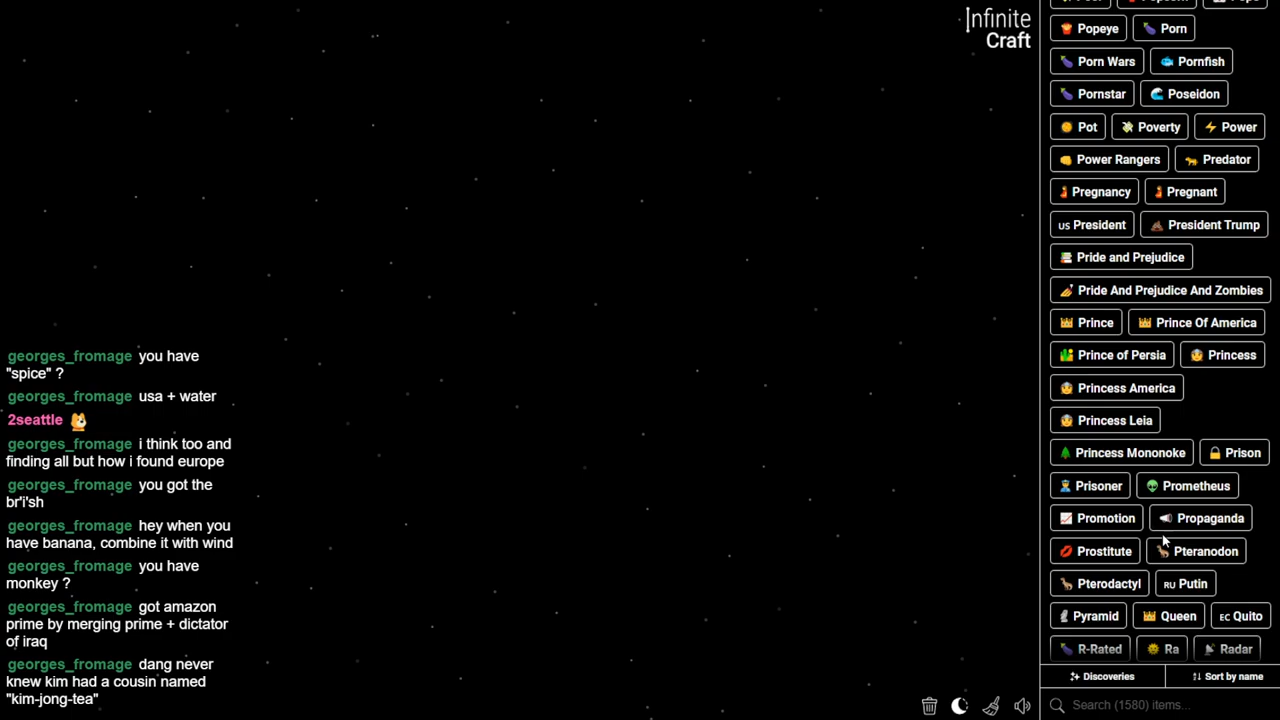 Infinite
Craft
Popeye Porn
Porn Wars Pornfish
Pornstar Poseidon
Pot Poverty Power
Power Rangers Predator
Pregnancy Pregnant
US President President Trump
Pride and Prejudice
Pride And Prejudice And Zombies
Prince Prince Of America
Prince of Persia Princess
Princess America
Princess Leia
Princess Mononoke Prison
Prisoner Prometheus
Promotion Propaganda
Prostitute Pteranodon
Pterodactyl RU Putin
Pyramid Queen EC Quito
R-Rated Ra Radar
Discoveries Sort by name
Search (1580) items...
georges_fromage you have
"spice" ?
georges_fromage usa + water
2seattle
georges_fromage i think too and
finding all but how i found europe
georges_fromage you got the
br'i'sh
georges_fromage hey when you
have banana, combine it with wind
georges_fromage you have
monkey ?
georges_fromage got amazon
prime by merging prime + dictator
of iraq
georges_fromage dang never
knew kim had a cousin named
"kim-jong-tea"